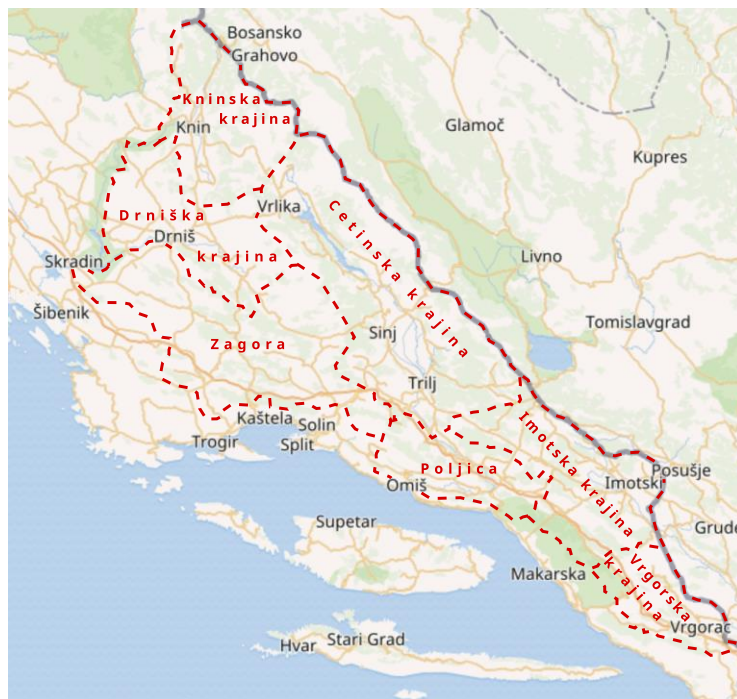 Bosansko
Grahovo
Kninska
krajina
Knin
Glamoč
Kupres
Drniška
Vrlika
Drniš
krajina
Cetinska krajina
Livno
Skradin
Šibenik
Zagora
Sinj
Tomislavgrad
Trilj
Kaštela
Solin
Trogir
Split
Imotska krajina
Poljica
Posušje
Omiš
Imotski
Supetar
Grude
Makarska
Vrgorska
krajina
Vrgorac
Hvar
Stari Grad